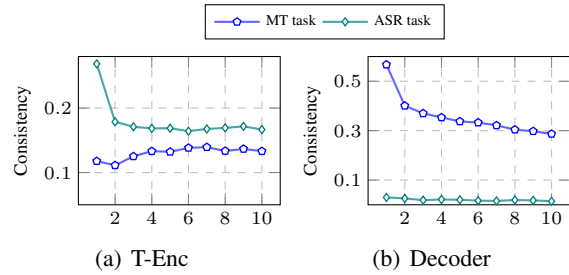 MT task ASR task
Consistency
0.2
0.1
2 4 6 8 10
(a) T-Enc
Consistency
0.5
0.3
0.1
2 4 6 8 10
(b) Decoder